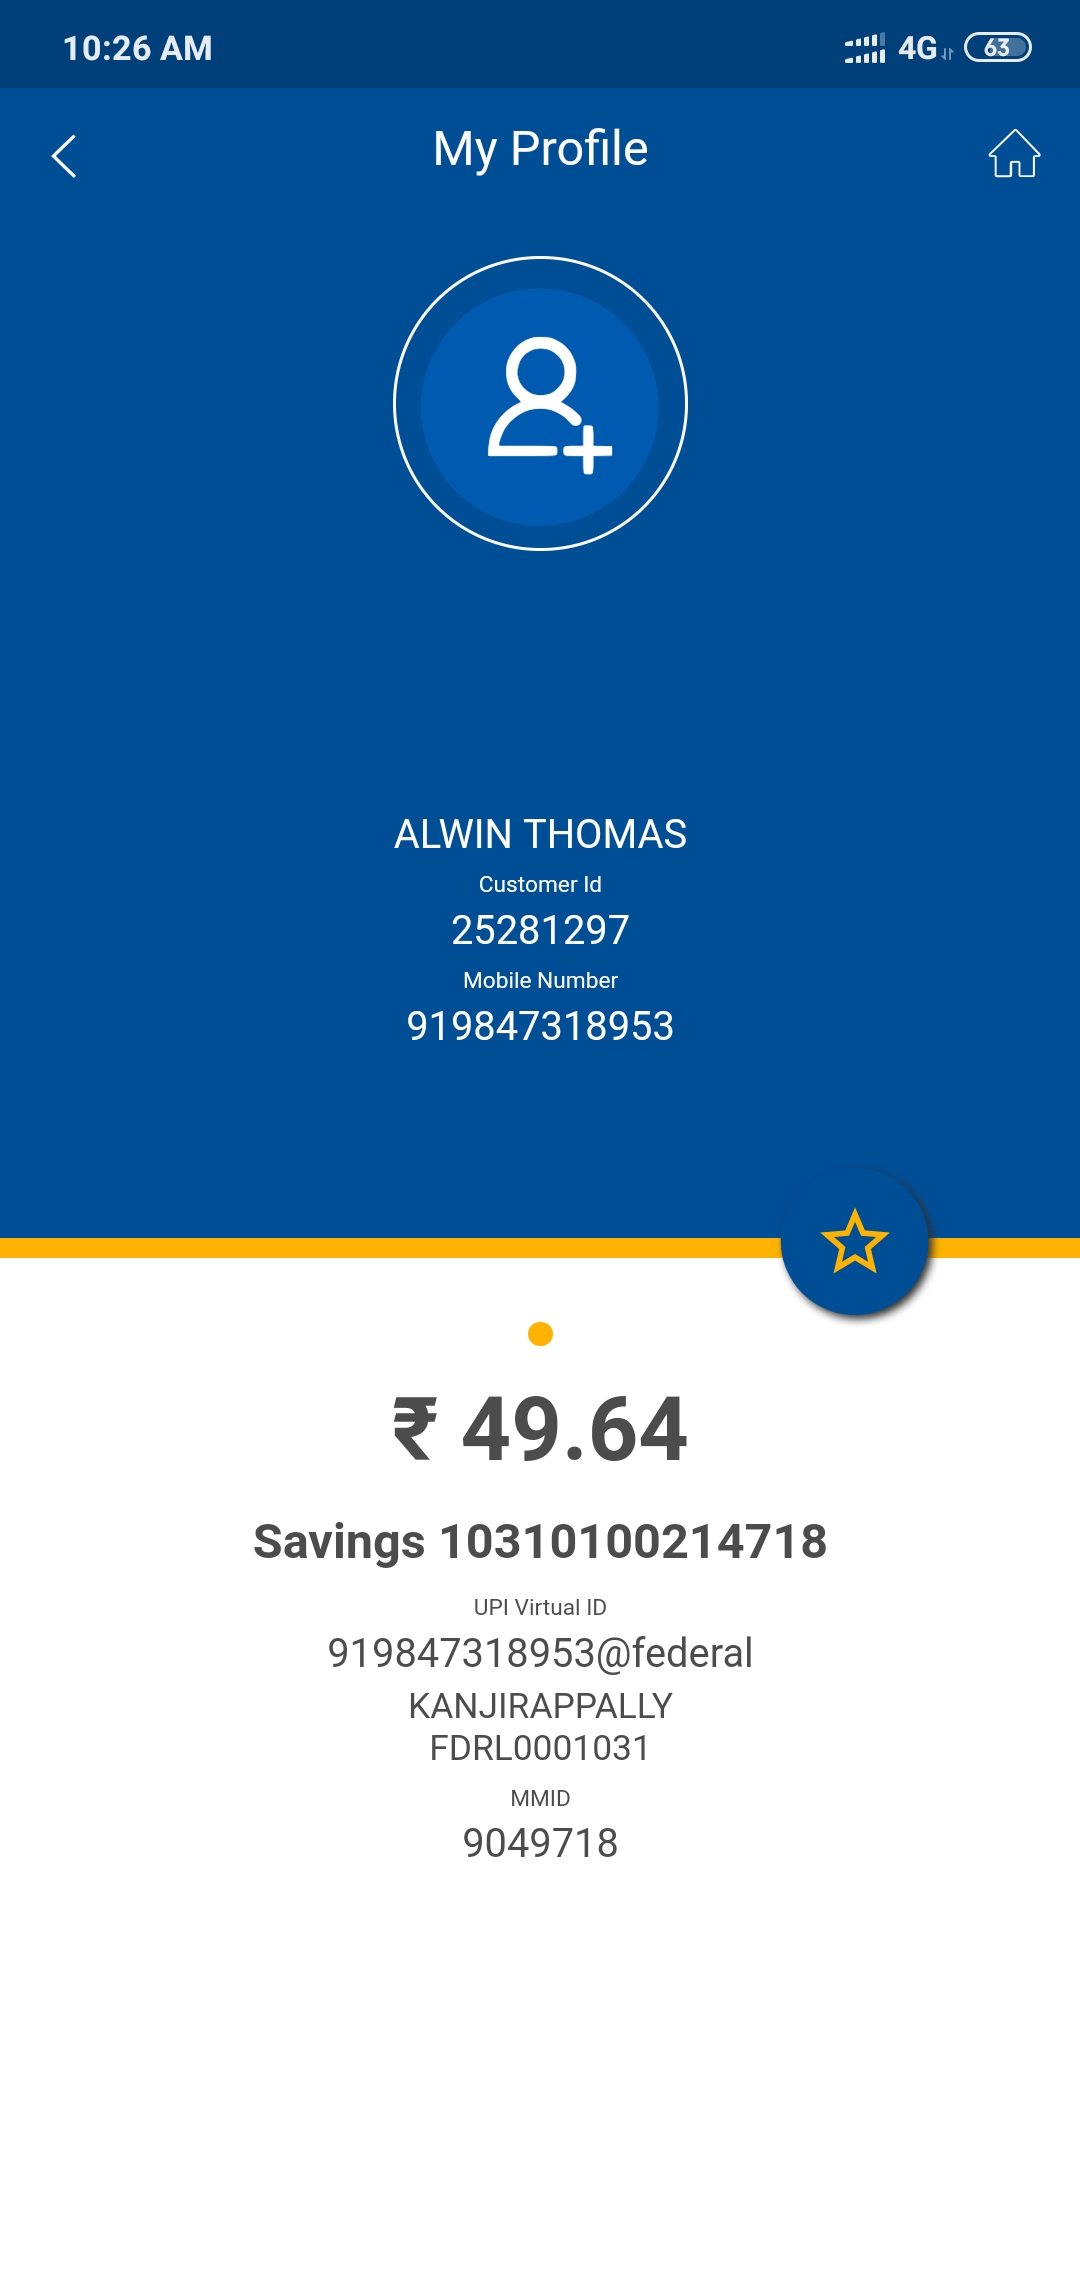 10:26 AM
4G
63
My Profile
ALWIN THOMAS
Customer Id
25281297
Mobile Number
919847318953
₹ 49.64
Savings 10310100214718
UPI Virtual ID
919847318953@federal
KANJIRAPPALLY
FDRL0001031
MMID
9049718